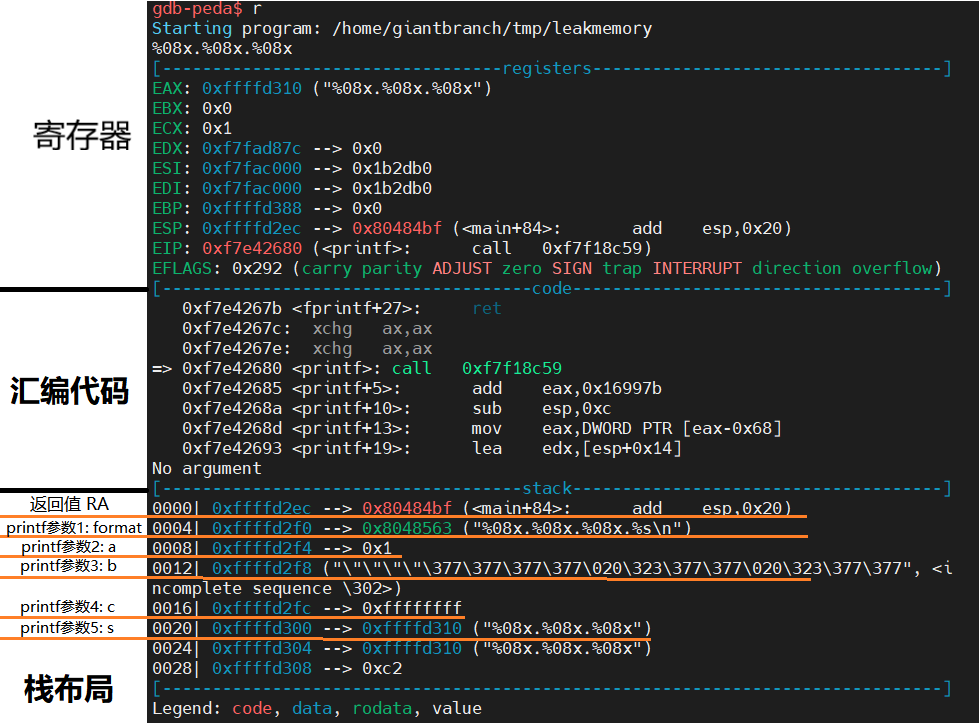 gdb-peda$ r
Starting program: /home/giantbranch/tmp/leakmemory
%08x.%08x.%08x
[----------------------------------registers-----------------------------------]
寄存器
EAX: 0xffffd310 ("%08x.%08x.%08x")
EBX: 0x0
ECX: 0x1
EDX: 0xf7fad87c --> 0x0
ESI: 0xf7fac000 --> 0x1b2db0
EDI: 0xf7fac000 --> 0x1b2db0
EBP: 0xffffd388 --> 0x0
ESP: 0xffffd2ec --> 0x80484bf (<main+84>: add esp,0x20)
EIP: 0xf7e42680 (<printf>: call 0xf7f18c59)
EFLAGS: 0x292 (carry parity ADJUST zero SIGN trap INTERRUPT direction overflow)
[-------------------------------------code-------------------------------------]
汇编代码
0xf7e4267b <fprintf+27>: ret
0xf7e4267c: xchg ax,ax
0xf7e4267e: xchg ax,ax
=> 0xf7e42680 <printf>: call 0xf7f18c59
0xf7e42685 <printf+5>: add eax,0x16997b
0xf7e4268a <printf+10>: sub esp,0xc
0xf7e4268d <printf+13>: mov eax,DWORD PTR [eax-0x68]
0xf7e42693 <printf+19>: lea edx,[esp+0x14]
No argument
[------------------------------------stack-------------------------------------]
返回值 RA 0000| 0xffffd2ec --> 0x80484bf (<main+84>: add esp,0x20)
printf参数1: format 0004| 0xffffd2f0 --> 0x8048563 ("%08x.%08x.%08x.%s\n")
printf参数2: a 0008| 0xffffd2f4 --> 0x1
printf参数3: b 0012| 0xffffd2f8 ("\"\"\"\"\377\377\377\377\020\323\377\377\020\323\377\377", <i
ncomplete sequence \302>)
printf参数4: c 0016| 0xffffd2fc --> 0xffffffff
printf参数5: s 0020| 0xffffd300 --> 0xffffd310 ("%08x.%08x.%08x")
0024| 0xffffd304 --> 0xffffd310 ("%08x.%08x.%08x")
0028| 0xffffd308 --> 0xc2
栈布局
[------------------------------------------------------------------------------]
Legend: code, data, rodata, value